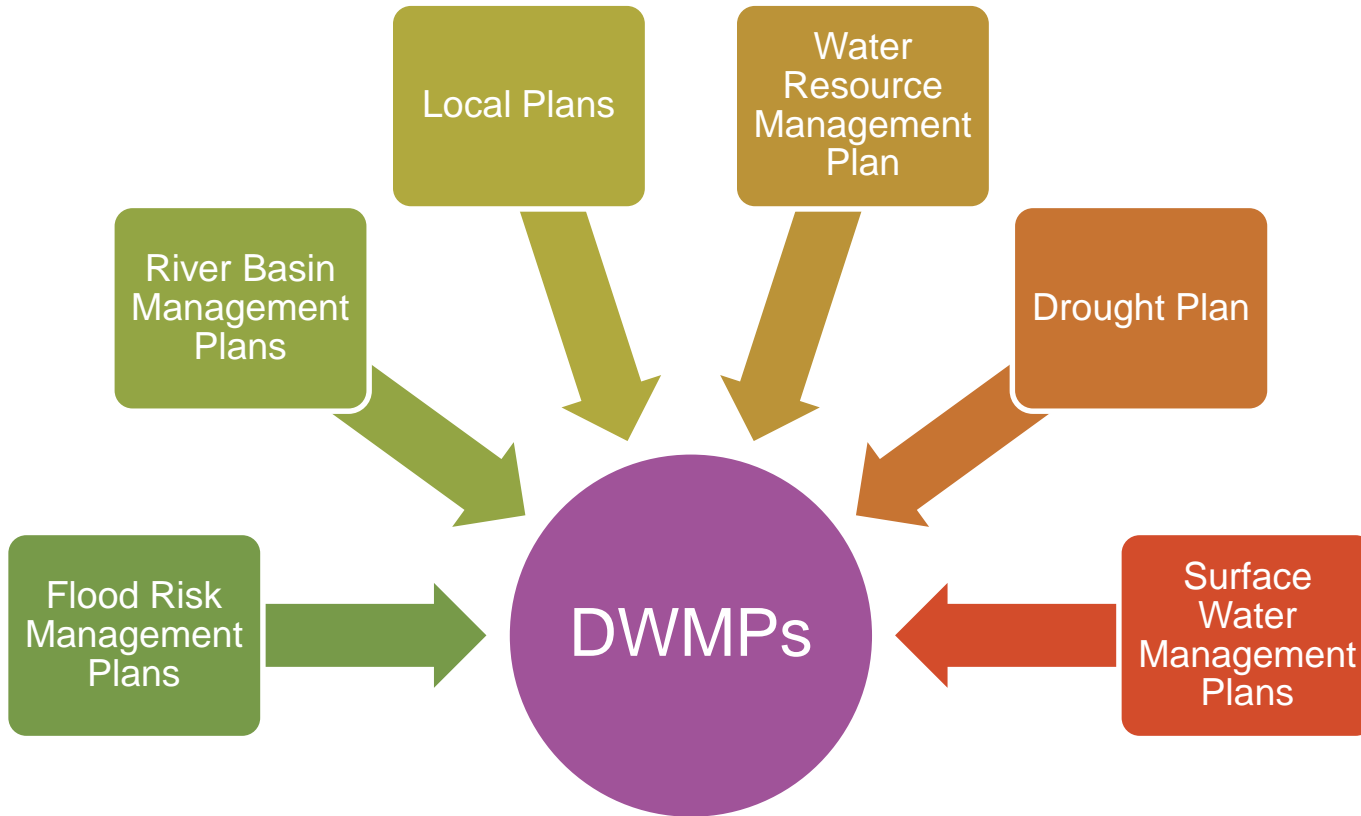 Local Plans
Water
Resource
Management
Plan
River Basin
Management
Plans
Drought Plan
Flood Risk
Management
Plans
Surface
Water
Management
Plans
DWMPs